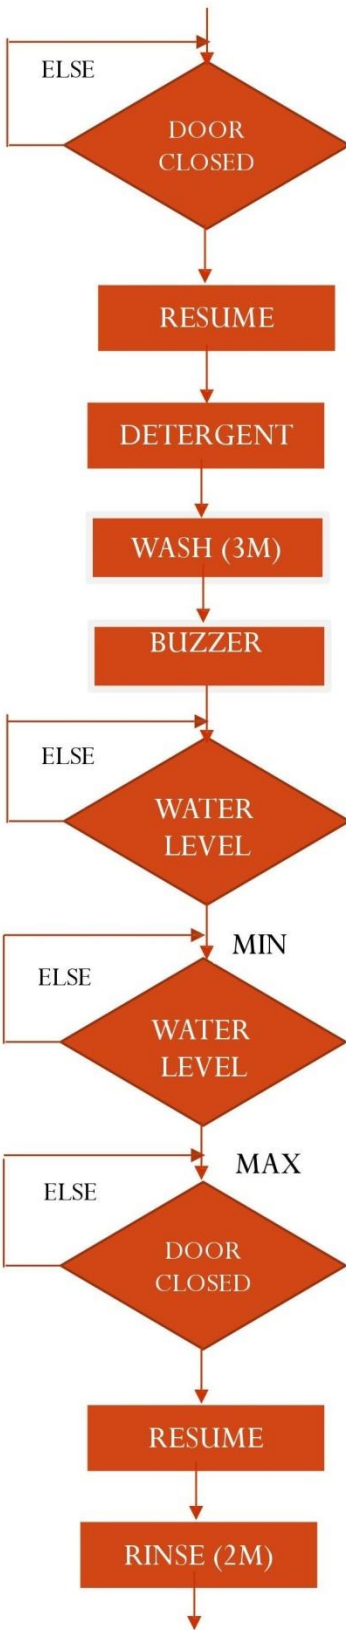 ELSE
DOOR
CLOSED
RESUME
DETERGENT
WASH (3M)
BUZZER
ELSE
WATER
LEVEL
MIN
ELSE
WATER
LEVEL
MAX
ELSE
DOOR
CLOSED
RESUME
RINSE (2M)